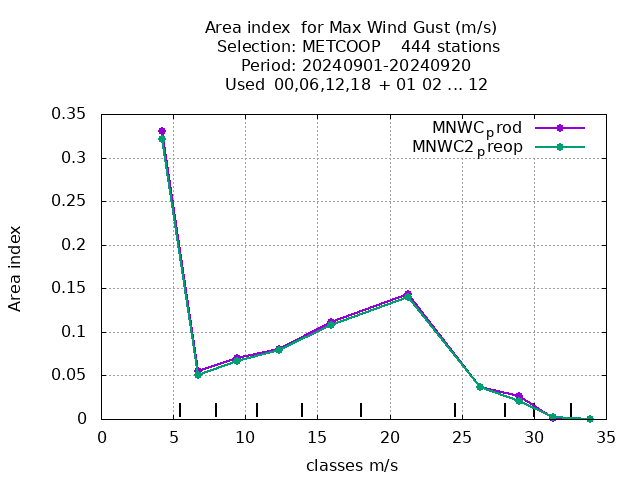 Area index  for Max Wind Gust (m/s)
Selection: METCOOP    444 stations
Period: 20240901-20240920
Used  00,06,12,18  + 01 02 ... 12
0.35
0.3
0.25
0.2
0.15
0.1
0.05
0
MNWCprod
MNWC2preop
Area index
0 5 10 15 20 25 30 35
classes m/s